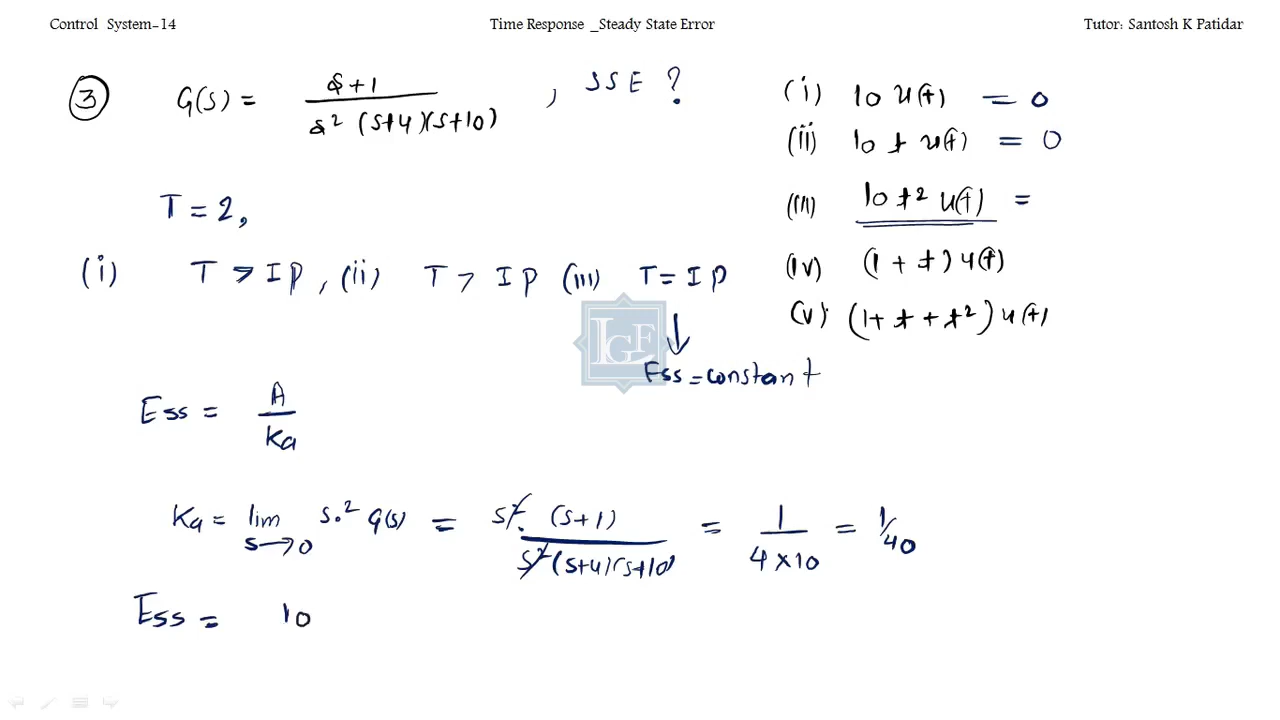 Control System-14 Time Response _Steady State Error Tutor: Santosh K Patidar
③ G(s) = s+1 / s² (s+4)(s+10) , SSE ?
(i) 10 u(t) = 0
(ii) 10 t u(t) = 0
(iii) 10 t² u(t) =
(iv) (1 + t) u(t)
(v) (1 + t + t²) u(t)
T = 2,
(i) T > IP , (ii) T > IP (iii) T = IP
↓
Ess = constant
IGF
Ess = A / Ka
Ka = lim s→0 s.² G(s) = s². (s+1) / s² (s+4)(s+10) = 1 / 4×10 = 1/40
Ess = 10